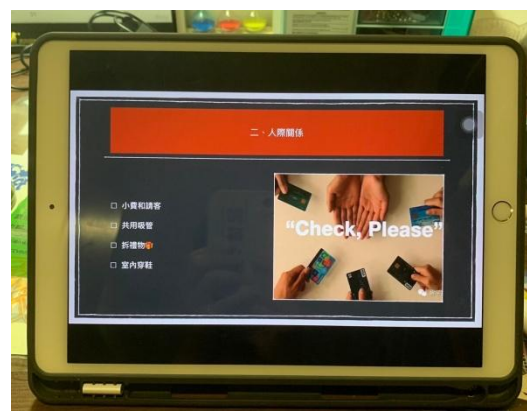 二、人際關係
□ 小費和請客
□ 共用吸管
□ 拆禮物🎁
□ 室內穿鞋
“Check, Please”